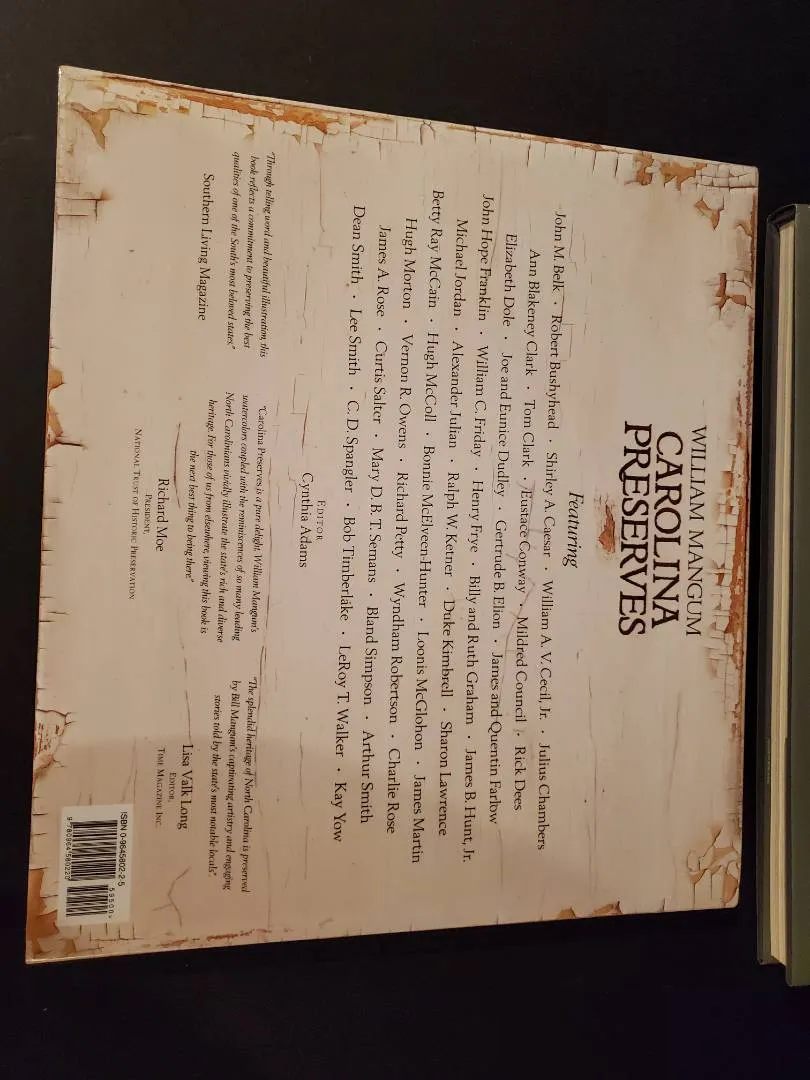 WILLIAM MANGUM
CAROLINA
PRESERVES
Featuring
John M. Belk · Robert Bushyhead · Shirley A. Caesar · William A. V. Cecil, Jr. · Julius Chambers
Ann Blakeney Clark · Tom Clark · Eustace Conway · Mildred Council · Rick Dees
Elizabeth Dole · Joe and Eunice Dudley · Gertrude B. Elion · James and Quentin Farlow
John Hope Franklin · William C. Friday · Henry Frye · Billy and Ruth Graham · James B. Hunt, Jr.
Michael Jordan · Alexander Julian · Ralph W. Ketner · Duke Kimbrell · Sharon Lawrence
Betty Ray McCain · Hugh McColl · Bonnie McElveen-Hunter · Loonis McGlohon · James Martin
Hugh Morton · Vernon R. Owens · Richard Petty · Wyndham Robertson · Charlie Rose
James A. Rose · Curtis Salter · Mary D. B. T. Semans · Bland Simpson · Arthur Smith
Dean Smith · Lee Smith · C. D. Spangler · Bob Timberlake · LeRoy T. Walker · Kay Yow
EDITOR
Cynthia Adams
"Through telling word and beautiful illustration, this
book reflects a commitment to preserving the best
qualities of one of the South's most beloved states."
Southern Living Magazine
"Carolina Preserves, is a pure delight. William Mangum's
watercolors coupled with the reminiscences of so many leading
North Carolinians vividly illustrate the state's rich and diverse
heritage. For those of us from elsewhere, viewing this book is
the next best thing to being there."
Richard Moe
PRESIDENT,
NATIONAL TRUST OF HISTORIC PRESERVATION
"The splendid heritage of North Carolina is preserved
by Bill Mangum's captivating artistry and engaging
stories told by the state's most notable locals".
Lisa Valk Long
EDITOR,
TIME MAGAZINE INC.
ISBN 0-9645802-2-5
59500>
9 780964 580220